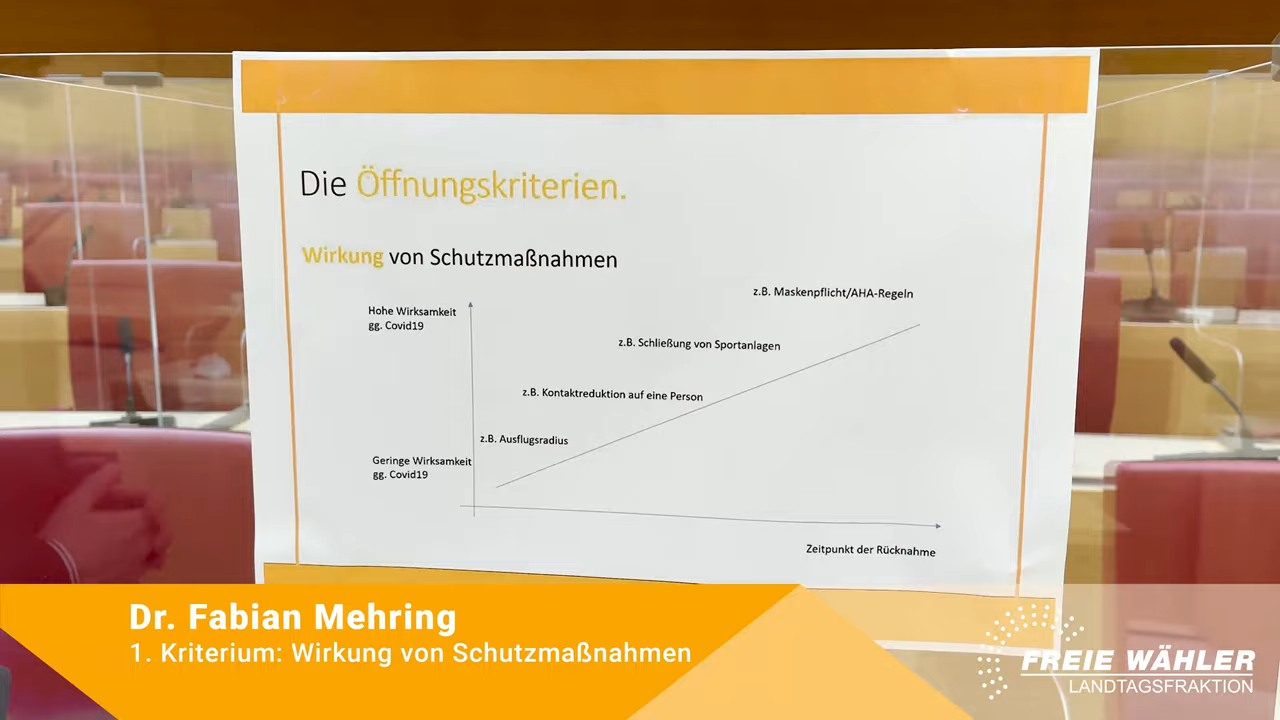 Die Öffnungskriterien.
Wirkung von Schutzmaßnahmen
z.B. Maskenpflicht/AHA-Regeln
Hohe Wirksamkeit
gg. Covid19
z.B. Schließung von Sportanlagen
z.B. Kontaktreduktion auf eine Person
z.B. Ausflugsradius
Geringe Wirksamkeit
gg. Covid19
Zeitpunkt der Rücknahme
Dr. Fabian Mehring
1. Kriterium: Wirkung von Schutzmaßnahmen
FREIE WÄHLER
LANDTAGSFRAKTION